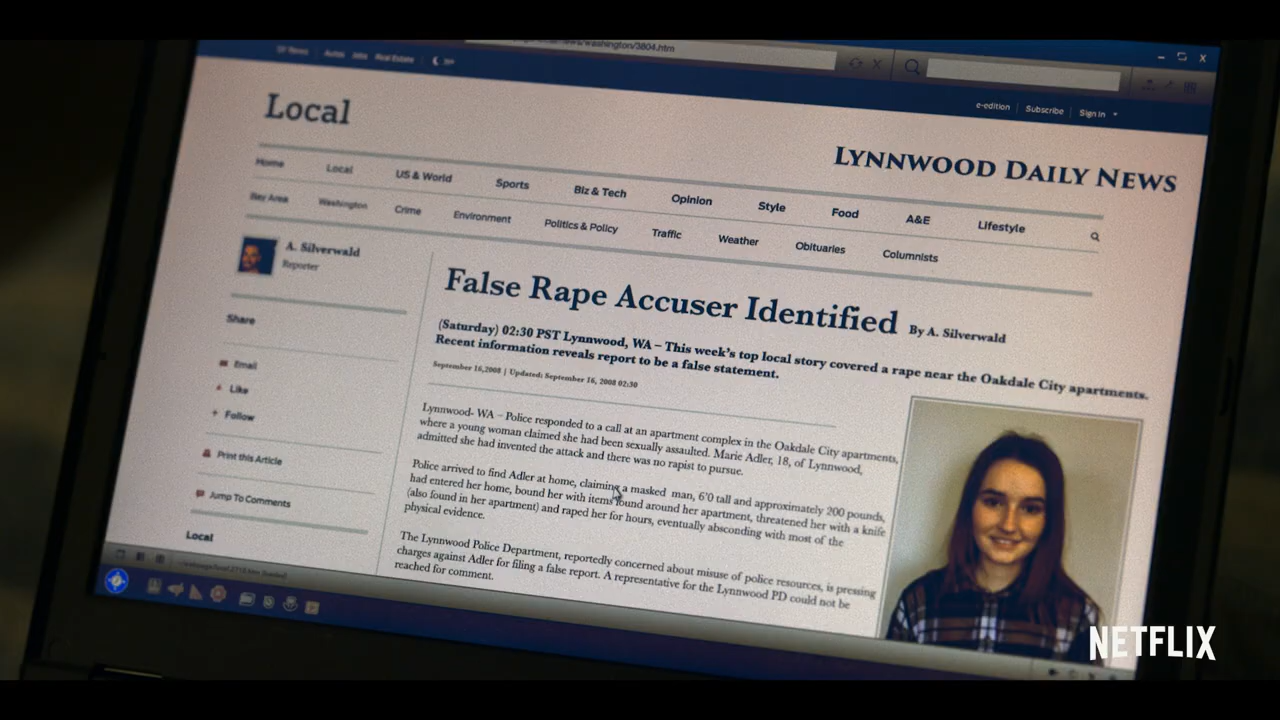 /washington/3804.htm
SF News | Autos Jobs Real Estate |
e-edition | Subscribe | Sign In
Local
LYNNWOOD DAILY NEWS
Home Local US & World Sports Biz & Tech Opinion Style Food A&E Lifestyle
Bay Area Washington Crime Environment Politics & Policy Traffic Weather Obituaries Columnists
A. Silverwald
Reporter
Share
Email
Like
+ Follow
Print this Article
Jump To Comments
Local
False Rape Accuser Identified By A. Silverwald
(Saturday) 02:30 PST Lynnwood, WA – This week's top local story covered a rape near the Oakdale City apartments.
Recent information reveals report to be a false statement.
September 16,2008 | Updated: September 16, 2008 02:30
Lynnwood- WA – Police responded to a call at an apartment complex in the Oakdale City apartments,
where a young woman claimed she had been sexually assaulted. Marie Adler, 18, of Lynnwood,
admitted she had invented the attack and there was no rapist to pursue.
Police arrived to find Adler at home, claiming a masked man, 6'0 tall and approximately 200 pounds,
had entered her home, bound her with items found around her apartment, threatened her with a knife
(also found in her apartment) and raped her for hours, eventually absconding with most of the
physical evidence.
The Lynnwood Police Department, reportedly concerned about misuse of police resources, is pressing
charges against Adler for filing a false report. A representative for the Lynnwood PD could not be
reached for comment.
NETFLIX